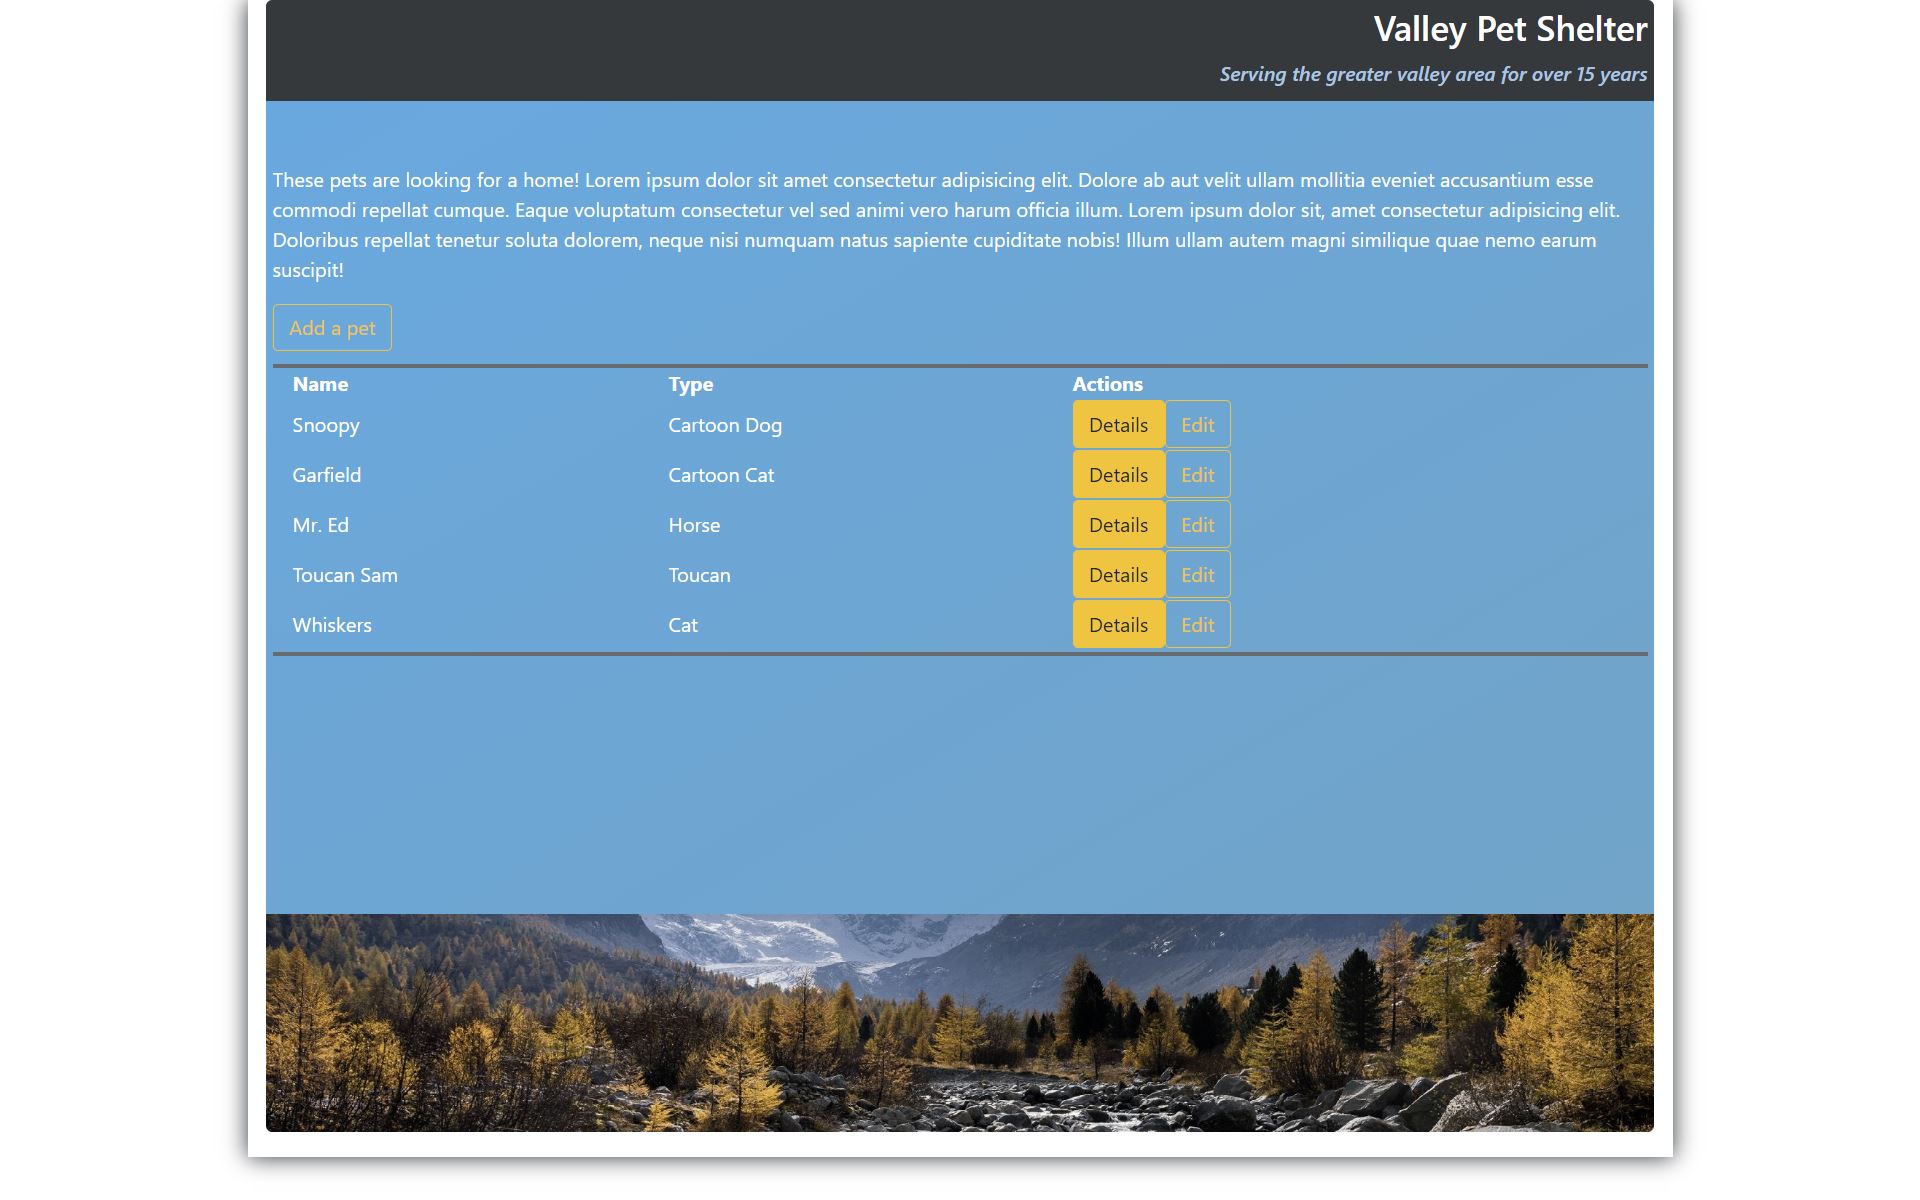 Valley Pet Shelter
Serving the greater valley area for over 15 years
These pets are looking for a home! Lorem ipsum dolor sit amet consectetur adipisicing elit. Dolore ab aut velit ullam mollitia eveniet accusantium esse
commodi repellat cumque. Eaque voluptatum consectetur vel sed animi vero harum officia illum. Lorem ipsum dolor sit, amet consectetur adipisicing elit.
Doloribus repellat tenetur soluta dolorem, neque nisi numquam natus sapiente cupiditate nobis! Illum ullam autem magni similique quae nemo earum
suscipit!
Add a pet
Name Type Actions
Snoopy Cartoon Dog Details Edit
Garfield Cartoon Cat Details Edit
Mr. Ed Horse Details Edit
Toucan Sam Toucan Details Edit
Whiskers Cat Details Edit